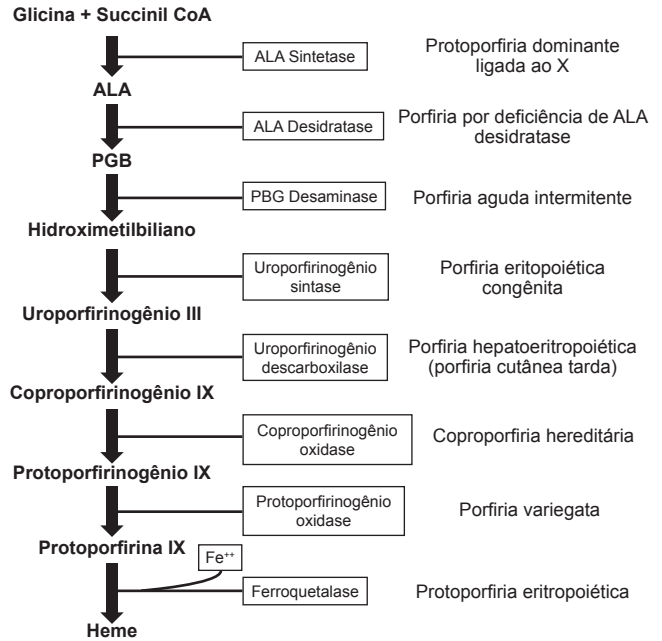 Glicina + Succinil CoA
ALA Sintetase
Protoporfiria dominante
ligada ao X
ALA
ALA Desidratase
Porfiria por deficiência de ALA
desidratase
PGB
PBG Desaminase
Porfiria aguda intermitente
Hidroximetilbiliano
Uroporfirinogênio
sintase
Porfiria eritopoiética
congênita
Uroporfirinogênio III
Uroporfirinogênio
descarboxilase
Porfiria hepatoeritropoiética
(porfiria cutânea tarda)
Coproporfirinogênio IX
Coproporfirinogênio
oxidase
Coproporfiria hereditária
Protoporfirinogênio IX
Protoporfirinogênio
oxidase
Porfiria variegata
Protoporfirina IX
Fe⁺⁺
Ferroquetalase
Protoporfiria eritropoiética
Heme